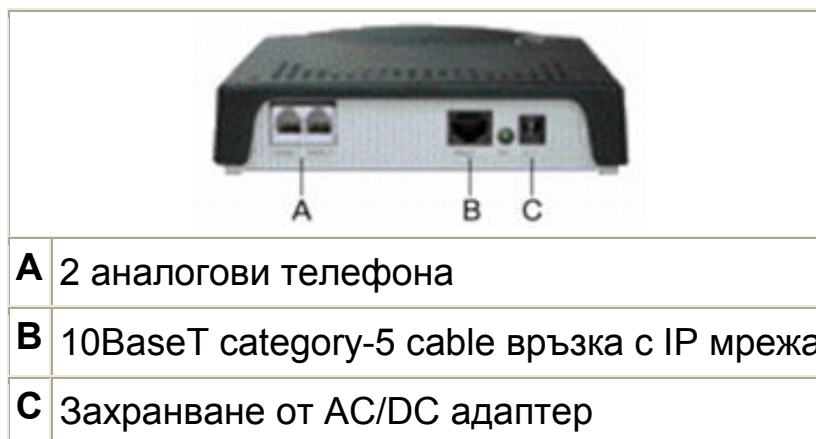 A B C
A 2 аналогови телефона
B 10BaseT category-5 cable връзка с IP мрежа
C Захранване от AC/DC адаптер